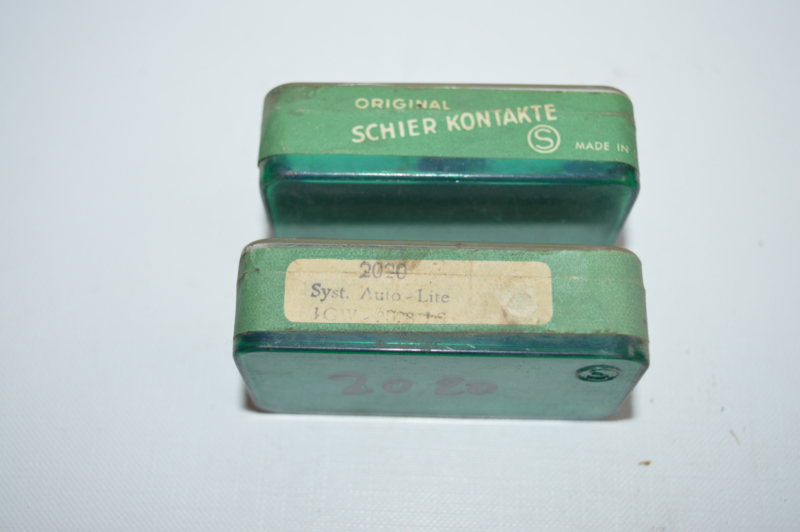 ORIGINAL
SCHIER KONTAKTE
S
MADE IN
2020
Syst. Auto-Lite
2020
S